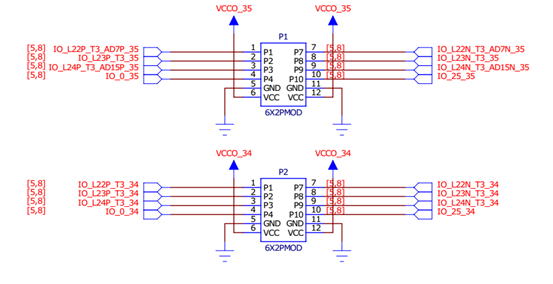 VCCO_35 VCCO_35
P1
[5,8] IO_L22P_T3_AD7P_35 1 P1 P7 7 [5,8] IO_L22N_T3_AD7N_35
[5,8] IO_L23P_T3_35 2 P2 P8 8 [5,8] IO_L23N_T3_35
[5,8] IO_L24P_T3_AD15P_35 3 P3 P9 9 [5,8] IO_L24N_T3_AD15N_35
[5,8] IO_0_35 4 P4 P10 10 [5,8] IO_25_35
5 GND GND 11
6 VCC VCC 12
6X2PMOD
VCCO_34 VCCO_34
P2
[5,8] IO_L22P_T3_34 1 P1 P7 7 [5,8] IO_L22N_T3_34
[5,8] IO_L23P_T3_34 2 P2 P8 8 [5,8] IO_L23N_T3_34
[5,8] IO_L24P_T3_34 3 P3 P9 9 [5,8] IO_L24N_T3_34
[5,8] IO_0_34 4 P4 P10 10 [5,8] IO_25_34
5 GND GND 11
6 VCC VCC 12
6X2PMOD